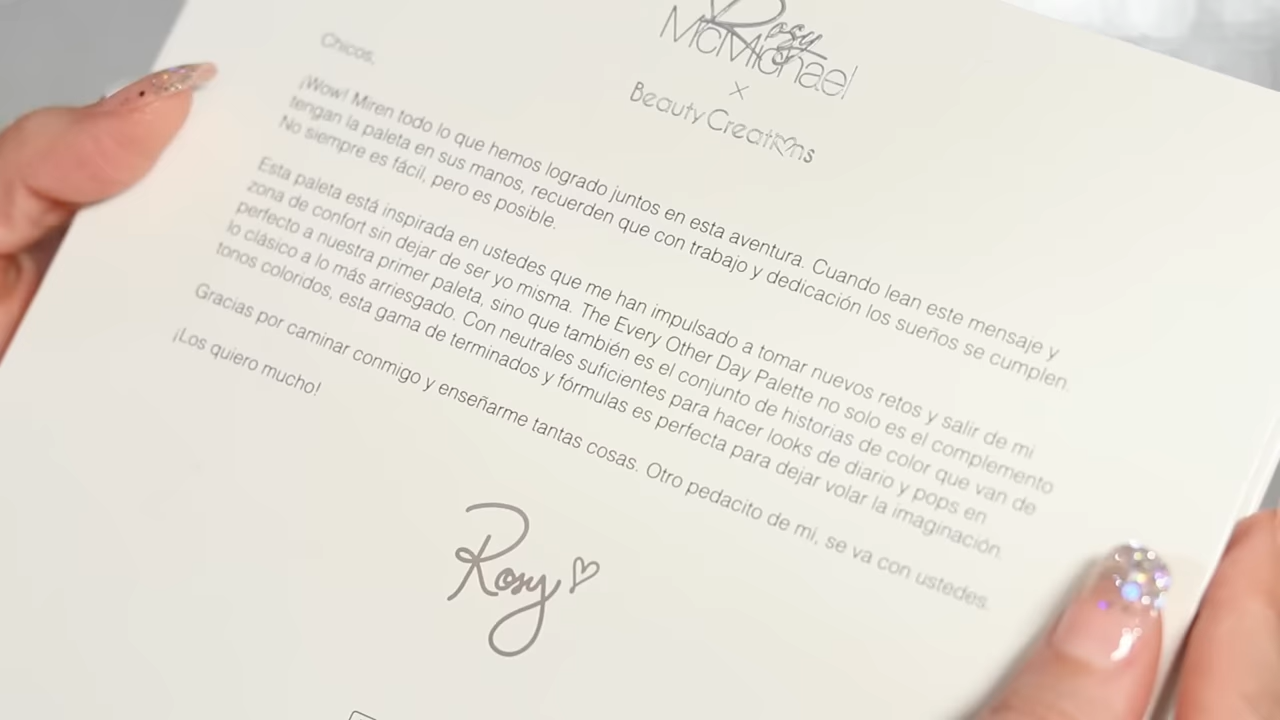 Rosy
McMichael
x
Beauty Creations
Chicos,
¡Wow! Miren todo lo que hemos logrado juntos en esta aventura. Cuando lean este mensaje y
tengan la paleta en sus manos, recuerden que con trabajo y dedicación los sueños se cumplen.
No siempre es fácil, pero es posible.
Esta paleta está inspirada en ustedes que me han impulsado a tomar nuevos retos y salir de mi
zona de confort sin dejar de ser yo misma. The Every Other Day Palette no solo es el complemento
perfecto a nuestra primer paleta, sino que también es el conjunto de historias de color que van de
lo clásico a lo más arriesgado. Con neutrales suficientes para hacer looks de diario y pops en
tonos coloridos, esta gama de terminados y fórmulas es perfecta para dejar volar la imaginación.
Gracias por caminar conmigo y enseñarme tantas cosas. Otro pedacito de mi, se va con ustedes.
¡Los quiero mucho!
Rosy